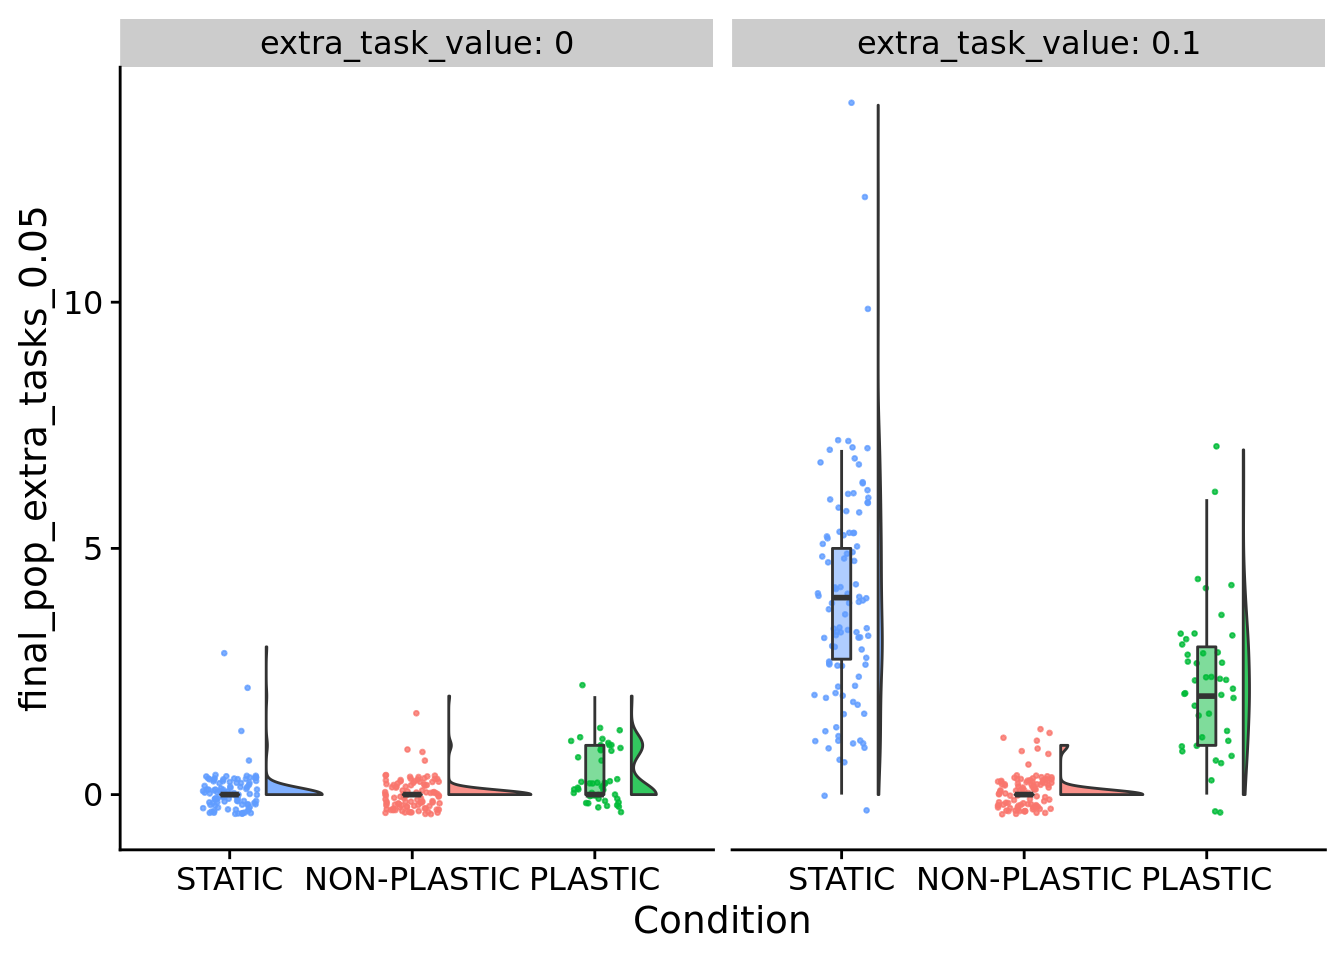 extra_task_value: 0
extra_task_value: 0.1
final_pop_extra_tasks_0.05
10
5
0
STATIC NON-PLASTIC PLASTIC
STATIC NON-PLASTIC PLASTIC
Condition